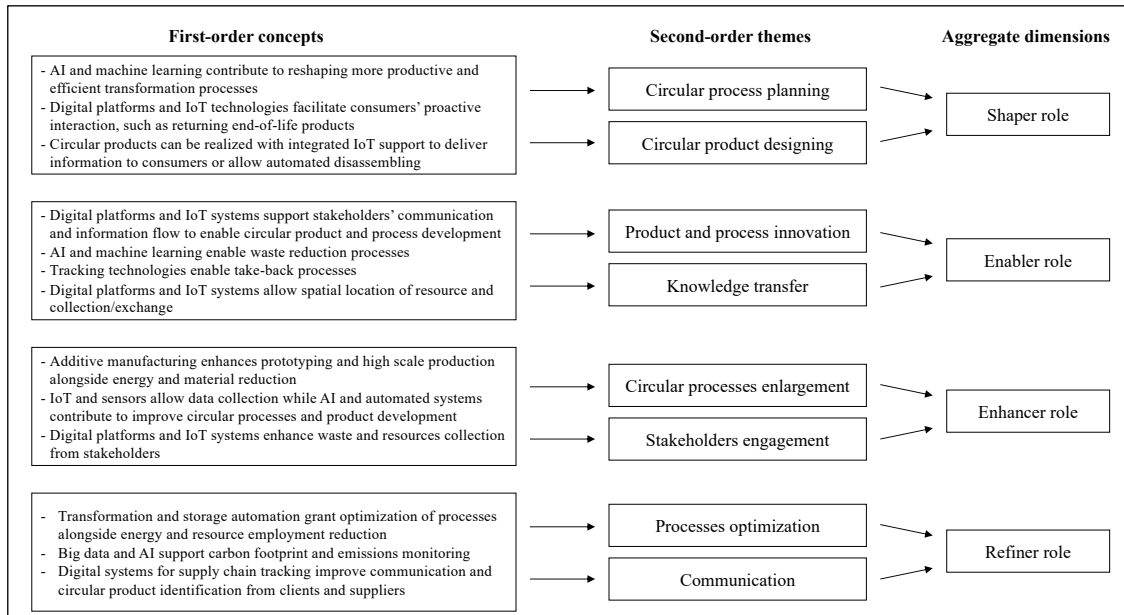 First-order concepts
Second-order themes
Aggregate dimensions
- AI and machine learning contribute to reshaping more productive and
efficient transformation processes
- Digital platforms and IoT technologies facilitate consumers’ proactive
interaction, such as returning end-of-life products
- Circular products can be realized with integrated IoT support to deliver
information to consumers or allow automated disassembling
Circular process planning
Circular product designing
Shaper role
- Digital platforms and IoT systems support stakeholders’ communication
and information flow to enable circular product and process development
- AI and machine learning enable waste reduction processes
- Tracking technologies enable take-back processes
- Digital platforms and IoT systems allow spatial location of resource and
collection/exchange
Product and process innovation
Knowledge transfer
Enabler role
- Additive manufacturing enhances prototyping and high scale production
alongside energy and material reduction
- IoT and sensors allow data collection while AI and automated systems
contribute to improve circular processes and product development
- Digital platforms and IoT systems enhance waste and resources collection
from stakeholders
Circular processes enlargement
Stakeholders engagement
Enhancer role
- Transformation and storage automation grant optimization of processes
alongside energy and resource employment reduction
- Big data and AI support carbon footprint and emissions monitoring
- Digital systems for supply chain tracking improve communication and
circular product identification from clients and suppliers
Processes optimization
Communication
Refiner role